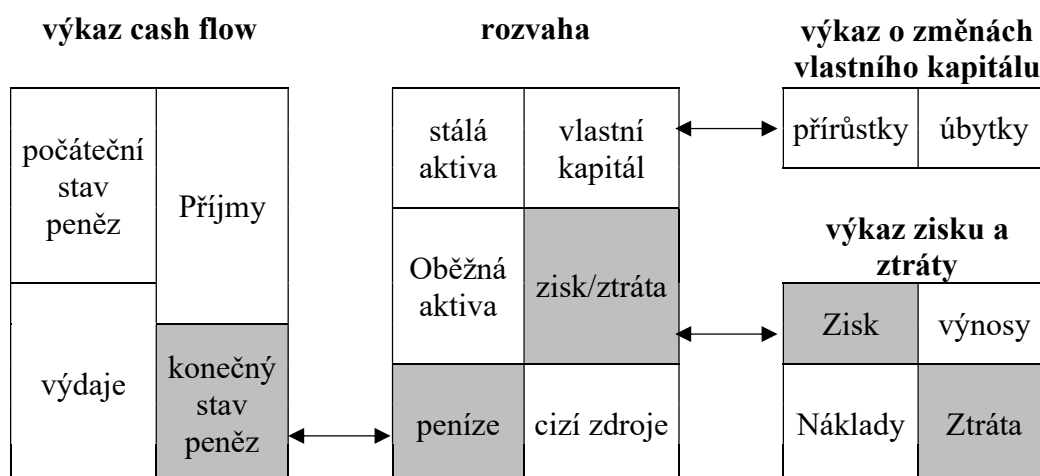 výkaz cash flow
počáteční
stav
peněz
Příjmy
výdaje
konečný
stav
peněz
rozvaha
stálá
aktiva
vlastní
kapitál
Oběžná
aktiva
zisk/ztráta
peníze
cizí zdroje
výkaz o změnách
vlastního kapitálu
přírůstky
úbytky
výkaz zisku a
ztráty
Zisk
výnosy
Náklady
Ztráta